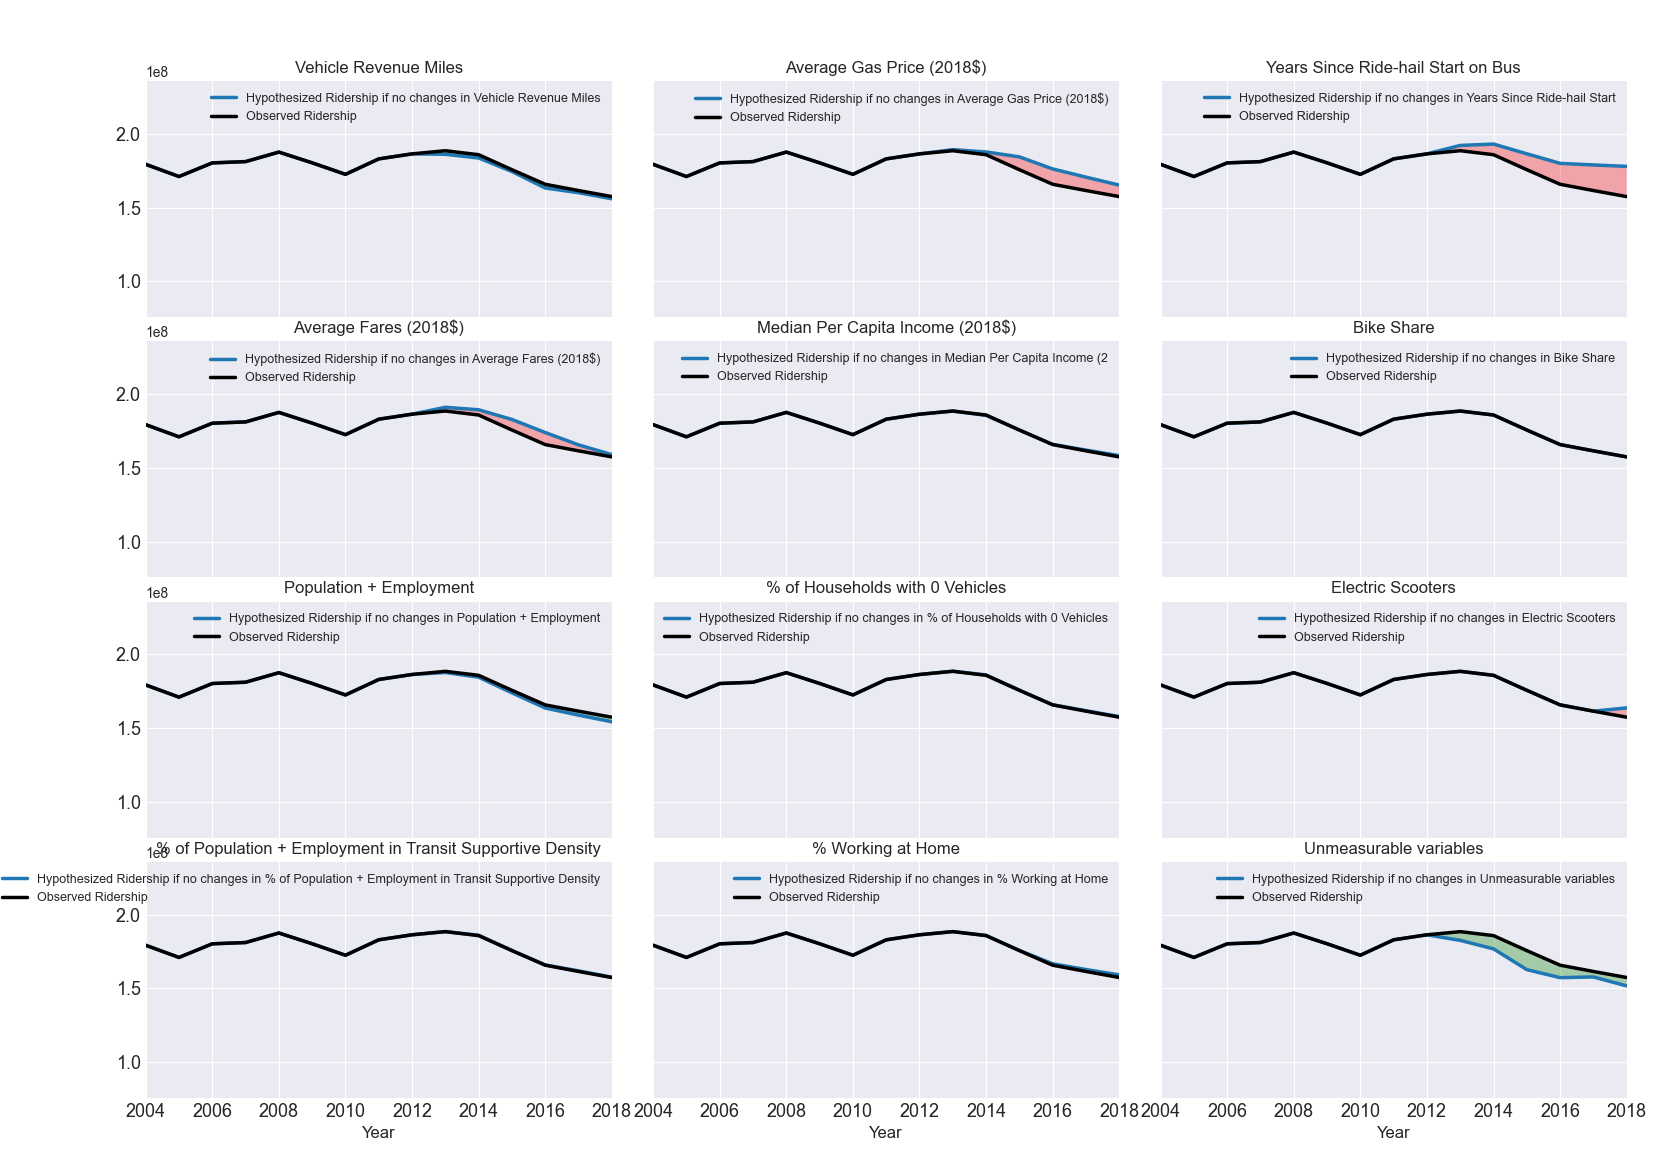 Vehicle Revenue Miles
1e8
Hypothesized Ridership if no changes in Vehicle Revenue Miles
Observed Ridership
2.0
1.5
1.0
Average Gas Price (2018$)
Hypothesized Ridership if no changes in Average Gas Price (2018$)
Observed Ridership
Years Since Ride-hail Start on Bus
Hypothesized Ridership if no changes in Years Since Ride-hail Start
Observed Ridership
Average Fares (2018$)
1e8
Hypothesized Ridership if no changes in Average Fares (2018$)
Observed Ridership
2.0
1.5
1.0
Median Per Capita Income (2018$)
Hypothesized Ridership if no changes in Median Per Capita Income (2
Observed Ridership
Bike Share
Hypothesized Ridership if no changes in Bike Share
Observed Ridership
Population + Employment
1e8
Hypothesized Ridership if no changes in Population + Employment
Observed Ridership
2.0
1.5
1.0
% of Households with 0 Vehicles
Hypothesized Ridership if no changes in % of Households with 0 Vehicles
Observed Ridership
Electric Scooters
Hypothesized Ridership if no changes in Electric Scooters
Observed Ridership
% of Population + Employment in Transit Supportive Density
1e8
Hypothesized Ridership if no changes in % of Population + Employment in Transit Supportive Density
Observed Ridership
2.0
1.5
1.0
2004 2006 2008 2010 2012 2014 2016 2018
Year
% Working at Home
Hypothesized Ridership if no changes in % Working at Home
Observed Ridership
2004 2006 2008 2010 2012 2014 2016 2018
Year
Unmeasurable variables
Hypothesized Ridership if no changes in Unmeasurable variables
Observed Ridership
2004 2006 2008 2010 2012 2014 2016 2018
Year